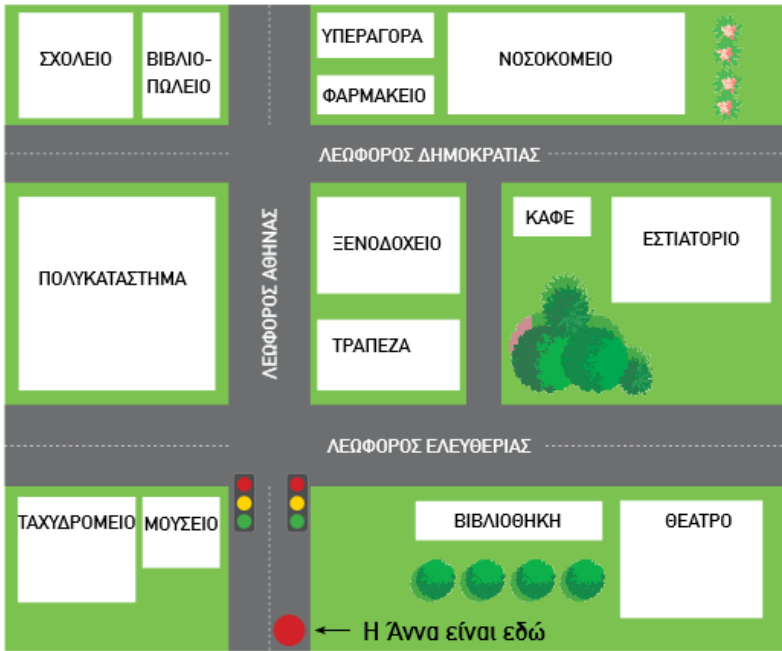 ΣΧΟΛΕΙΟ
ΒΙΒΛΙΟ-
ΠΩΛΕΙΟ
ΥΠΕΡΑΓΟΡΑ
ΦΑΡΜΑΚΕΙΟ
ΝΟΣΟΚΟΜΕΙΟ
ΛΕΩΦΟΡΟΣ ΔΗΜΟΚΡΑΤΙΑΣ
ΠΟΛΥΚΑΤΑΣΤΗΜΑ
ΛΕΩΦΟΡΟΣ ΑΘΗΝΑΣ
ΞΕΝΟΔΟΧΕΙΟ
ΤΡΑΠΕΖΑ
ΚΑΦΕ
ΕΣΤΙΑΤΟΡΙΟ
ΛΕΩΦΟΡΟΣ ΕΛΕΥΘΕΡΙΑΣ
ΤΑΧΥΔΡΟΜΕΙΟ
ΜΟΥΣΕΙΟ
ΒΙΒΛΙΟΘΗΚΗ
ΘΕΑΤΡΟ
Η Άννα είναι εδώ